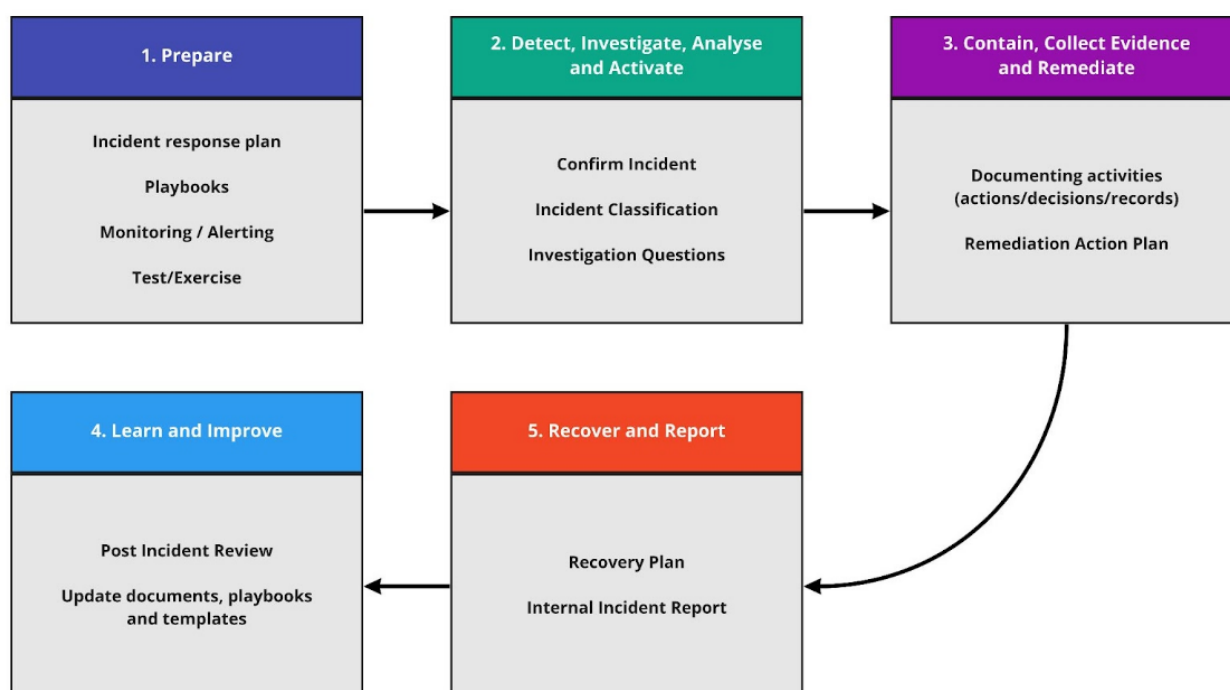 1. Prepare
Incident response plan
Playbooks
Monitoring / Alerting
Test/Exercise
2. Detect, Investigate, Analyse
and Activate
Confirm Incident
Incident Classification
Investigation Questions
3. Contain, Collect Evidence
and Remediate
Documenting activities
(actions/decisions/records)
Remediation Action Plan
4. Learn and Improve
Post Incident Review
Update documents, playbooks
and templates
5. Recover and Report
Recovery Plan
Internal Incident Report